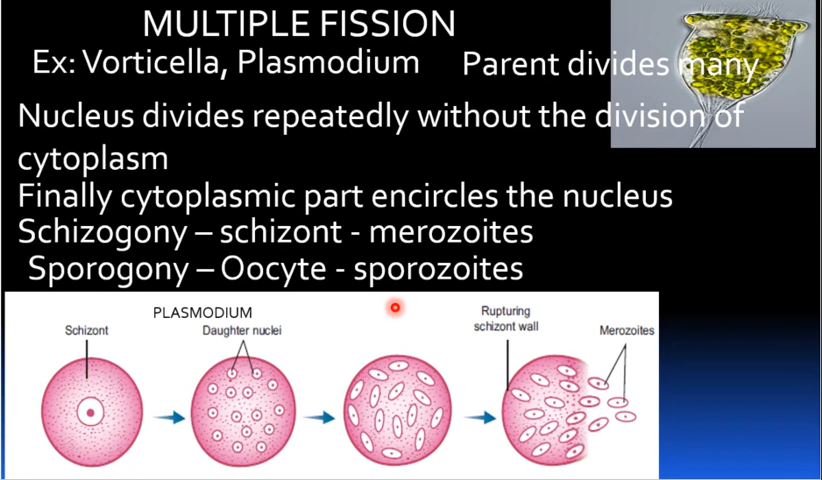 MULTIPLE FISSION
Ex: Vorticella, Plasmodium    Parent divides many
Nucleus divides repeatedly without the division of
cytoplasm
Finally cytoplasmic part encircles the nucleus
Schizogony – schizont - merozoites
Sporogony – Oocyte - sporozoites
PLASMODIUM
Schizont
Daughter nuclei
Rupturing
schizont wall
Merozoites